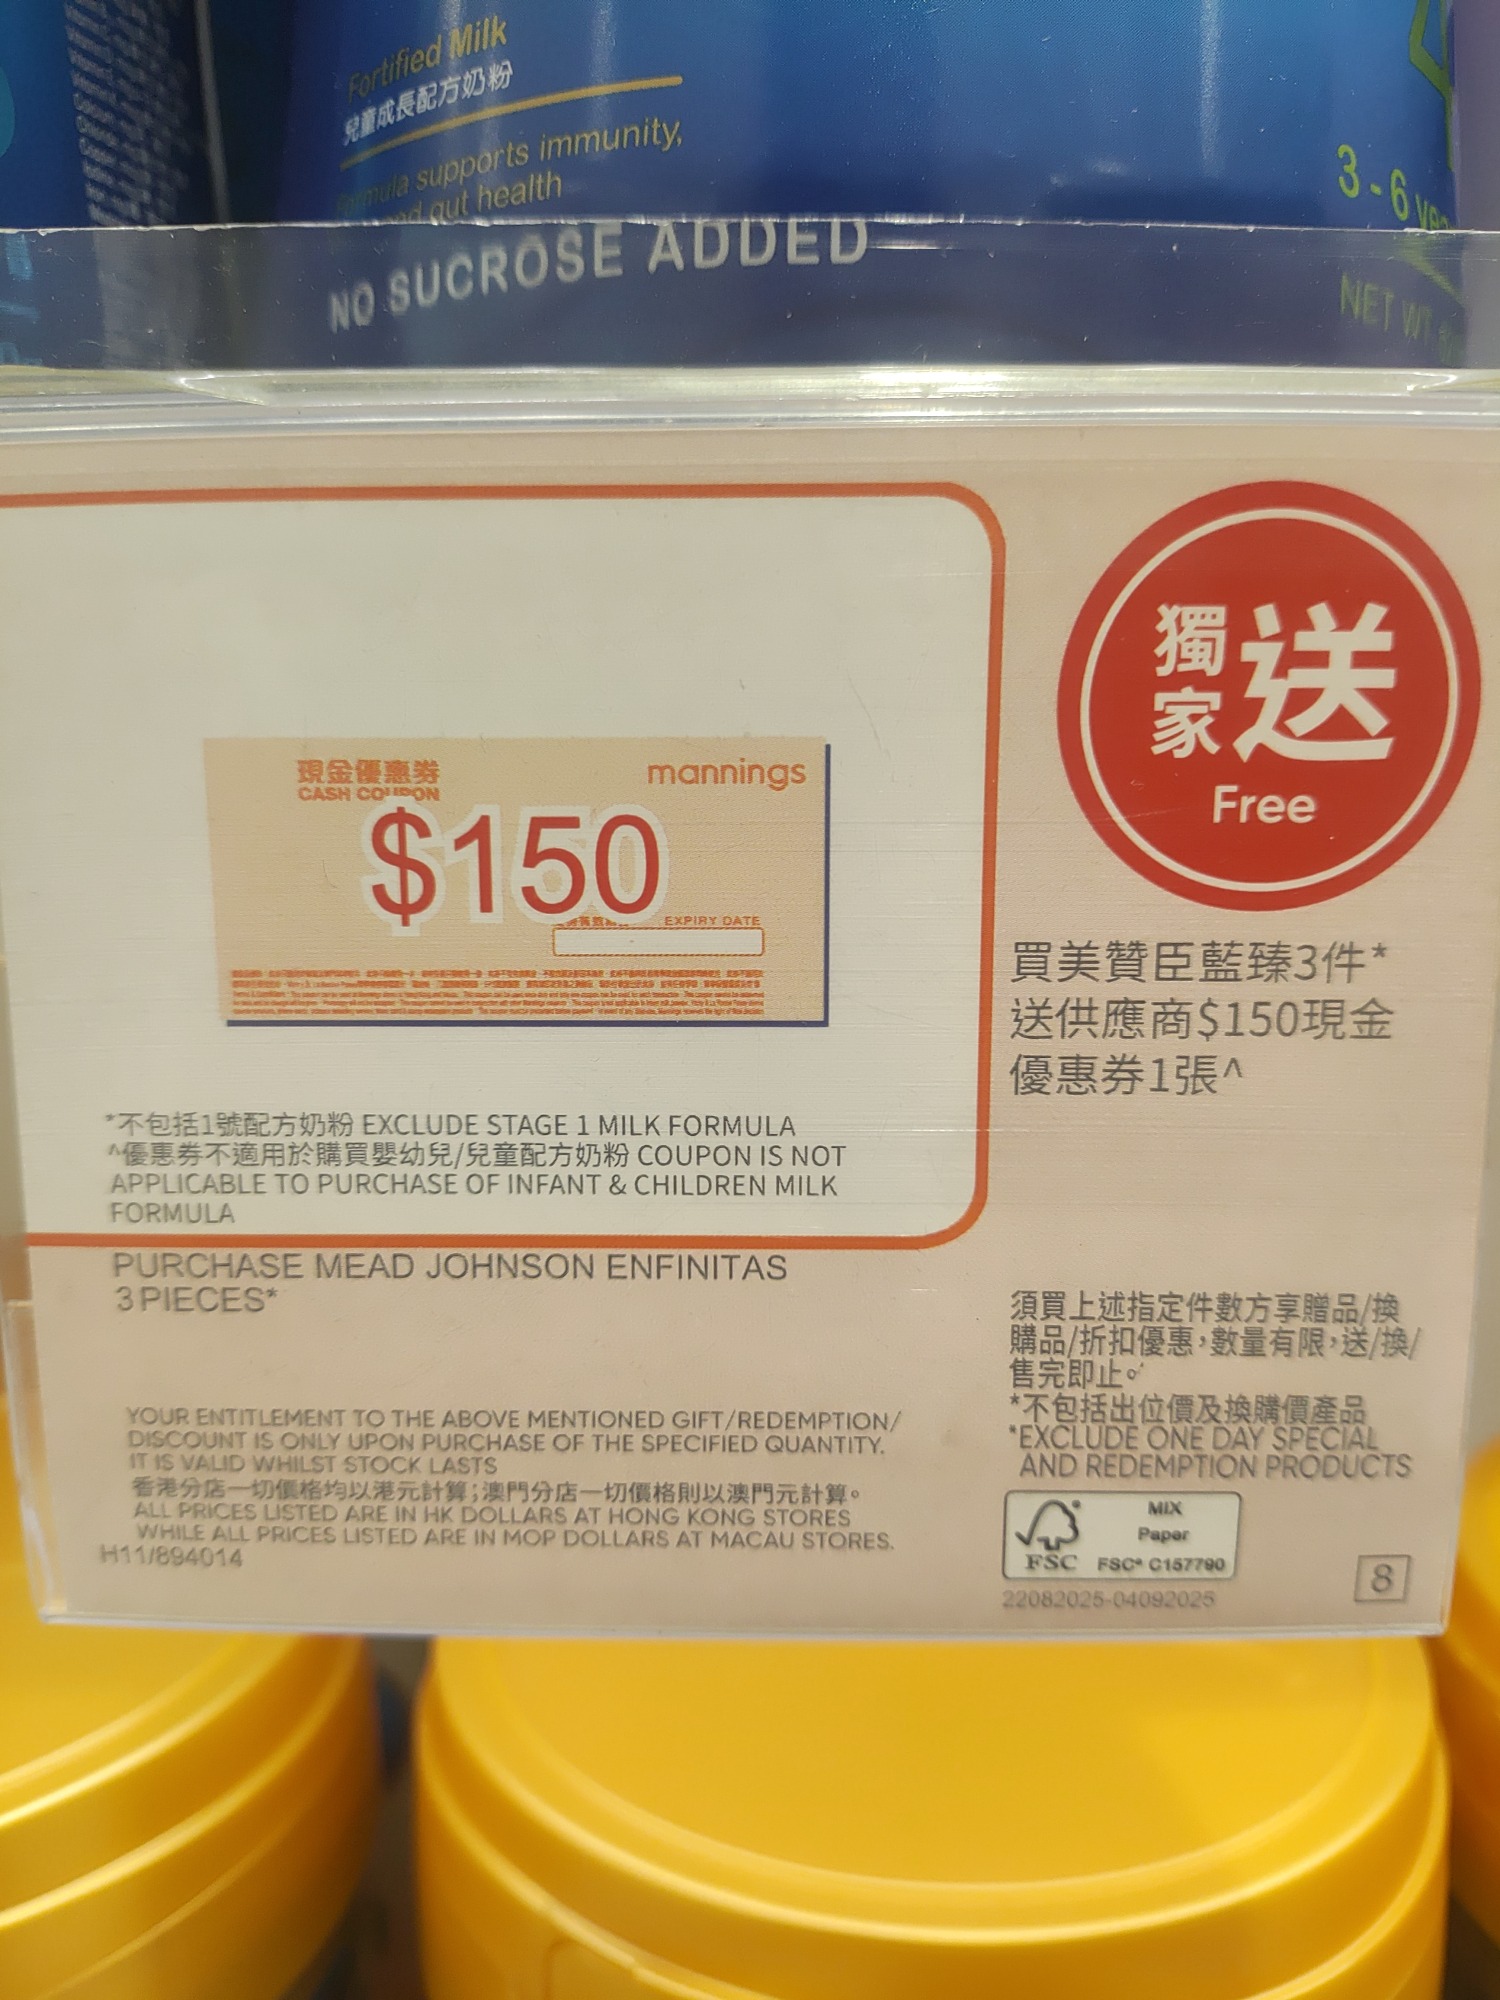 Fortified Milk
兒童成長配方奶粉
supports immunity,
and gut health
NO SUCROSE ADDED
3-6
NET WT
獨家送
Free
現金優惠券
mannings
CASH COUPON
$150
EXPIRY DATE
買美贊臣藍臻3件*
送供應商$150現金
優惠券1張^
*不包括1號配方奶粉 EXCLUDE STAGE 1 MILK FORMULA
^優惠券不適用於購買嬰幼兒/兒童配方奶粉 COUPON IS NOT
APPLICABLE TO PURCHASE OF INFANT & CHILDREN MILK
FORMULA
PURCHASE MEAD JOHNSON ENFINITAS
3 PIECES*
須買上述指定件數方享贈品/換
購品/折扣優惠,數量有限,送/換/
售完即止。
*不包括出位價及換購價產品
*EXCLUDE ONE DAY SPECIAL
AND REDEMPTION PRODUCTS
YOUR ENTITLEMENT TO THE ABOVE MENTIONED GIFT/REDEMPTION/
DISCOUNT IS ONLY UPON PURCHASE OF THE SPECIFIED QUANTITY.
IT IS VALID WHILST STOCK LASTS
香港分店一切價格均以港元計算;澳門分店一切價格則以澳門元計算。
ALL PRICES LISTED ARE IN HK DOLLARS AT HONG KONG STORES
WHILE ALL PRICES LISTED ARE IN MOP DOLLARS AT MACAU STORES.
H11/894014
MIX
Paper
FSC FSC® C157790
22082025-04092025
8